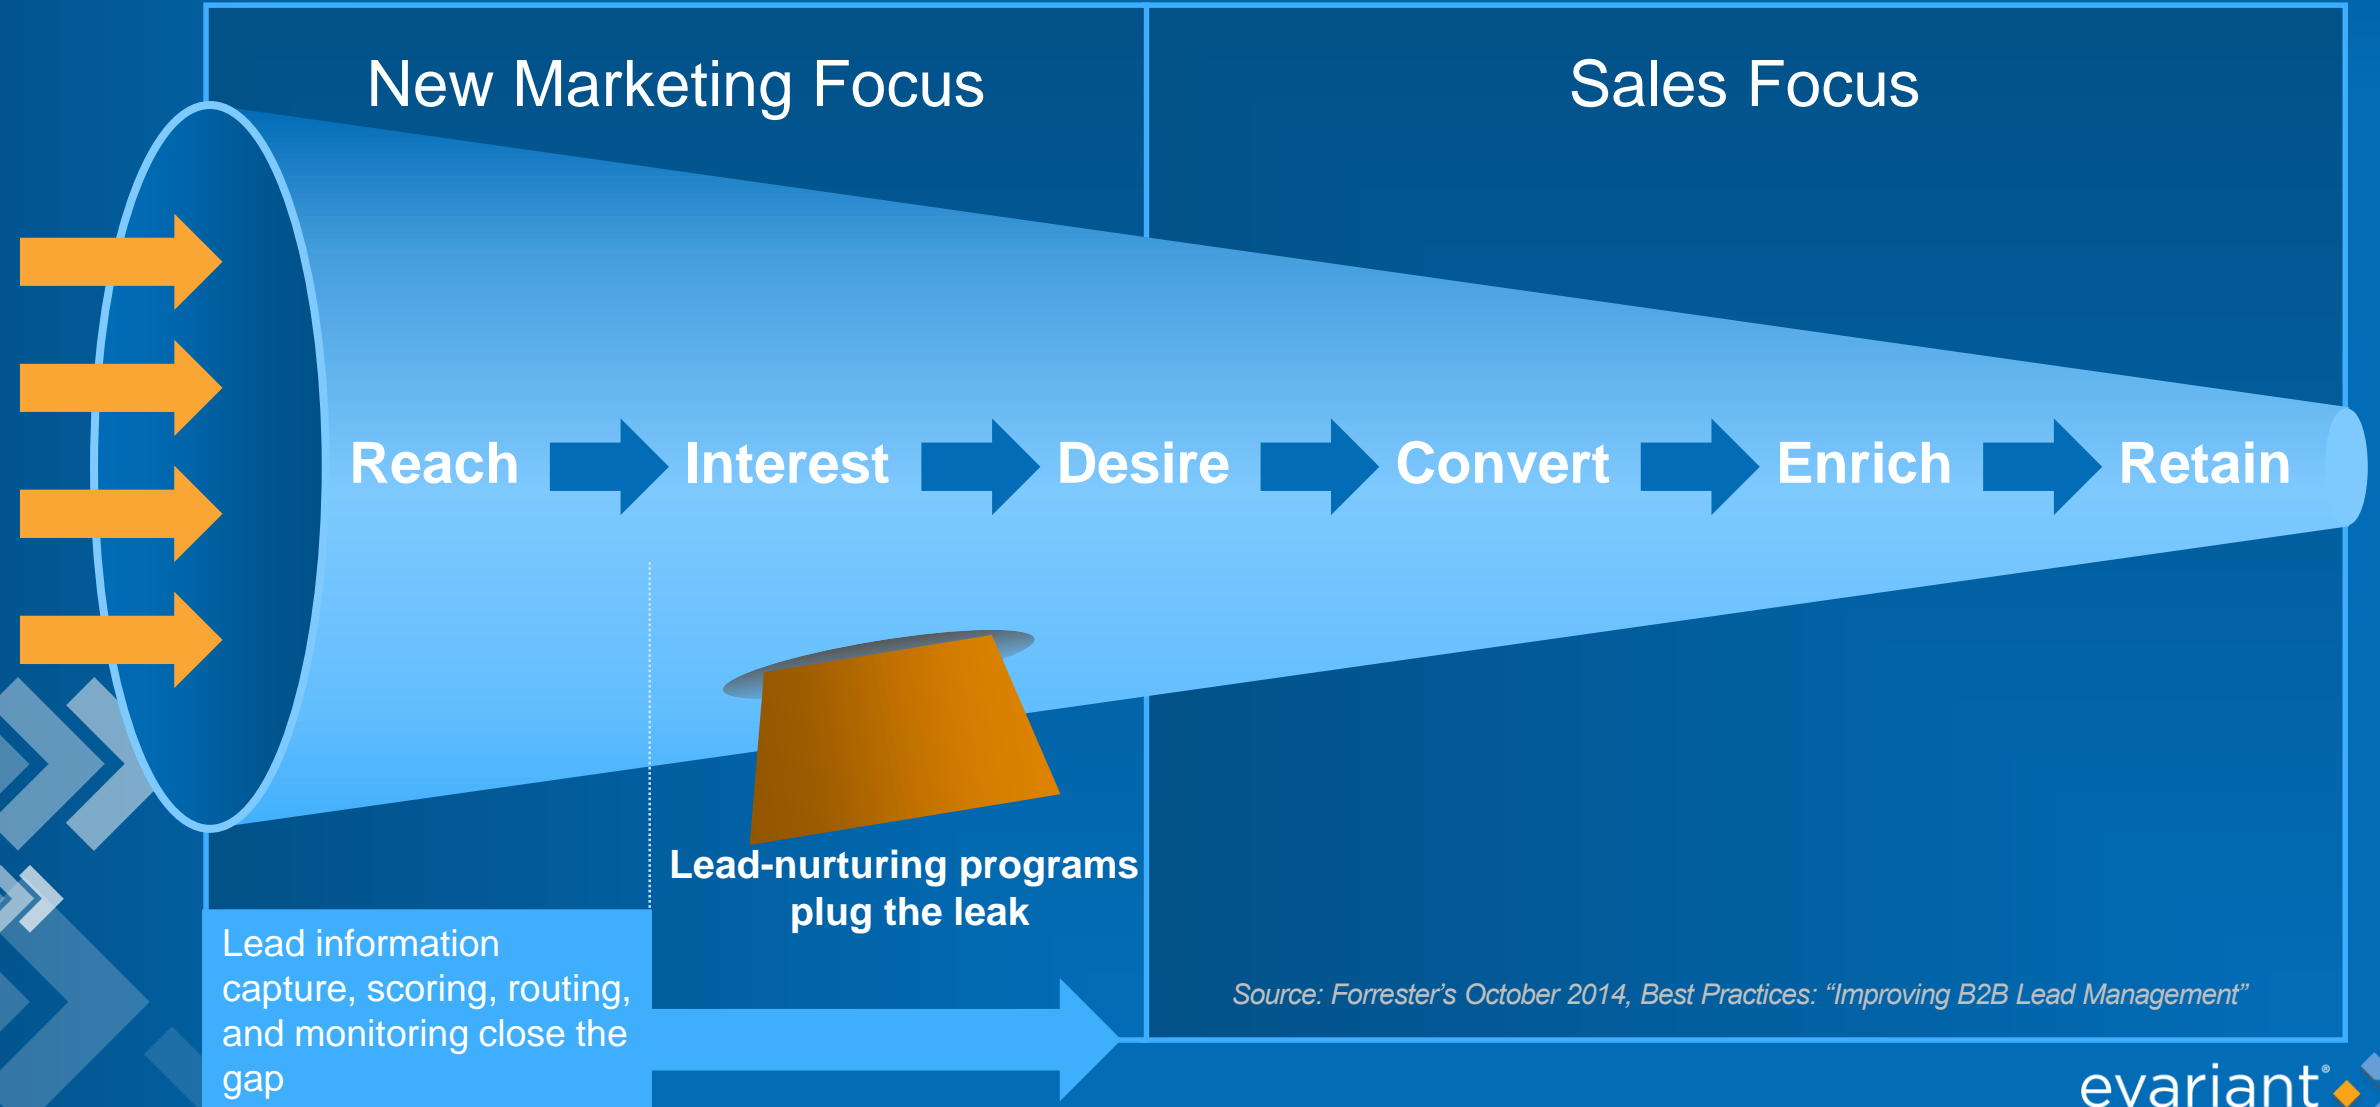 New Marketing Focus
Sales Focus
Reach
Interest
Desire
Convert
Enrich
Retain
Lead-nurturing programs
plug the leak
Lead information
capture, scoring, routing,
and monitoring close the
gap
Source: Forrester’s October 2014, Best Practices: “Improving B2B Lead Management”
evariant®